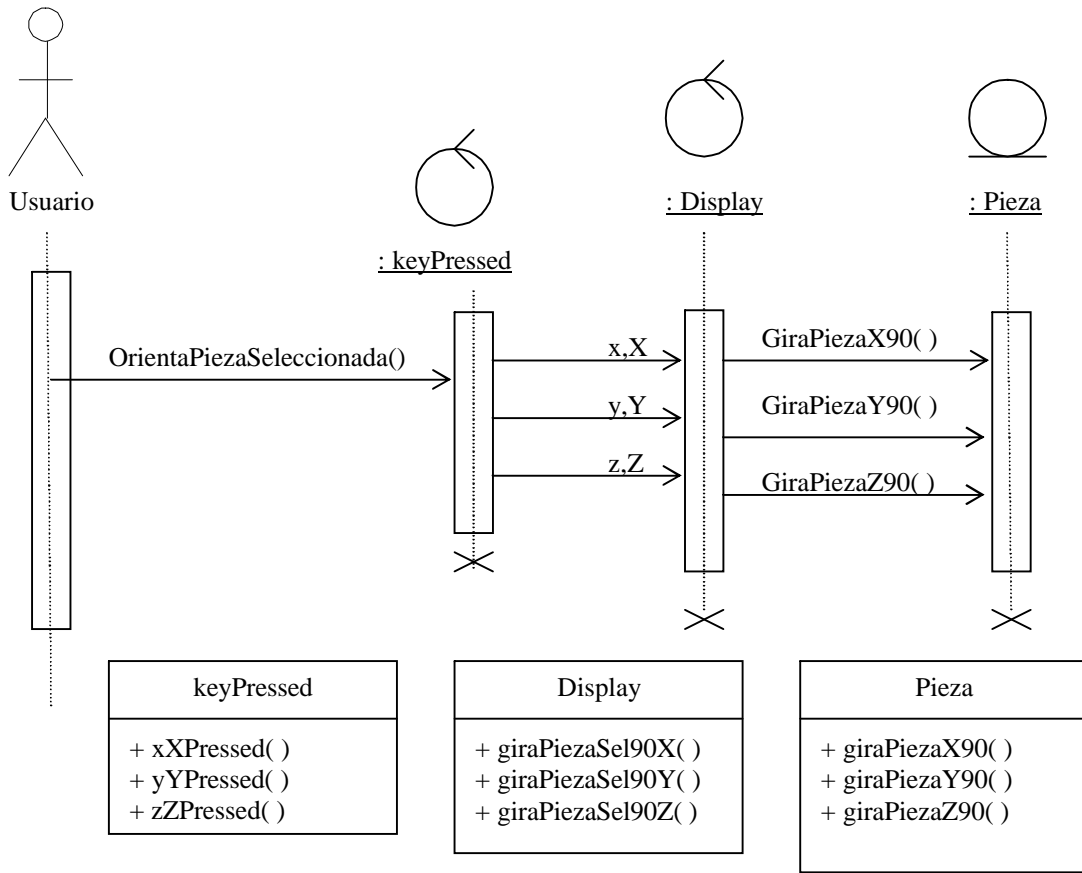 Usuario
: keyPressed
: Display
: Pieza
OrientaPiezaSeleccionada()
x,X
GiraPiezaX90( )
y,Y
GiraPiezaY90( )
z,Z
GiraPiezaZ90( )
keyPressed
+ xXPressed( )
+ yYPressed( )
+ zZPressed( )
Display
+ giraPiezaSel90X( )
+ giraPiezaSel90Y( )
+ giraPiezaSel90Z( )
Pieza
+ giraPiezaX90( )
+ giraPiezaY90( )
+ giraPiezaZ90( )